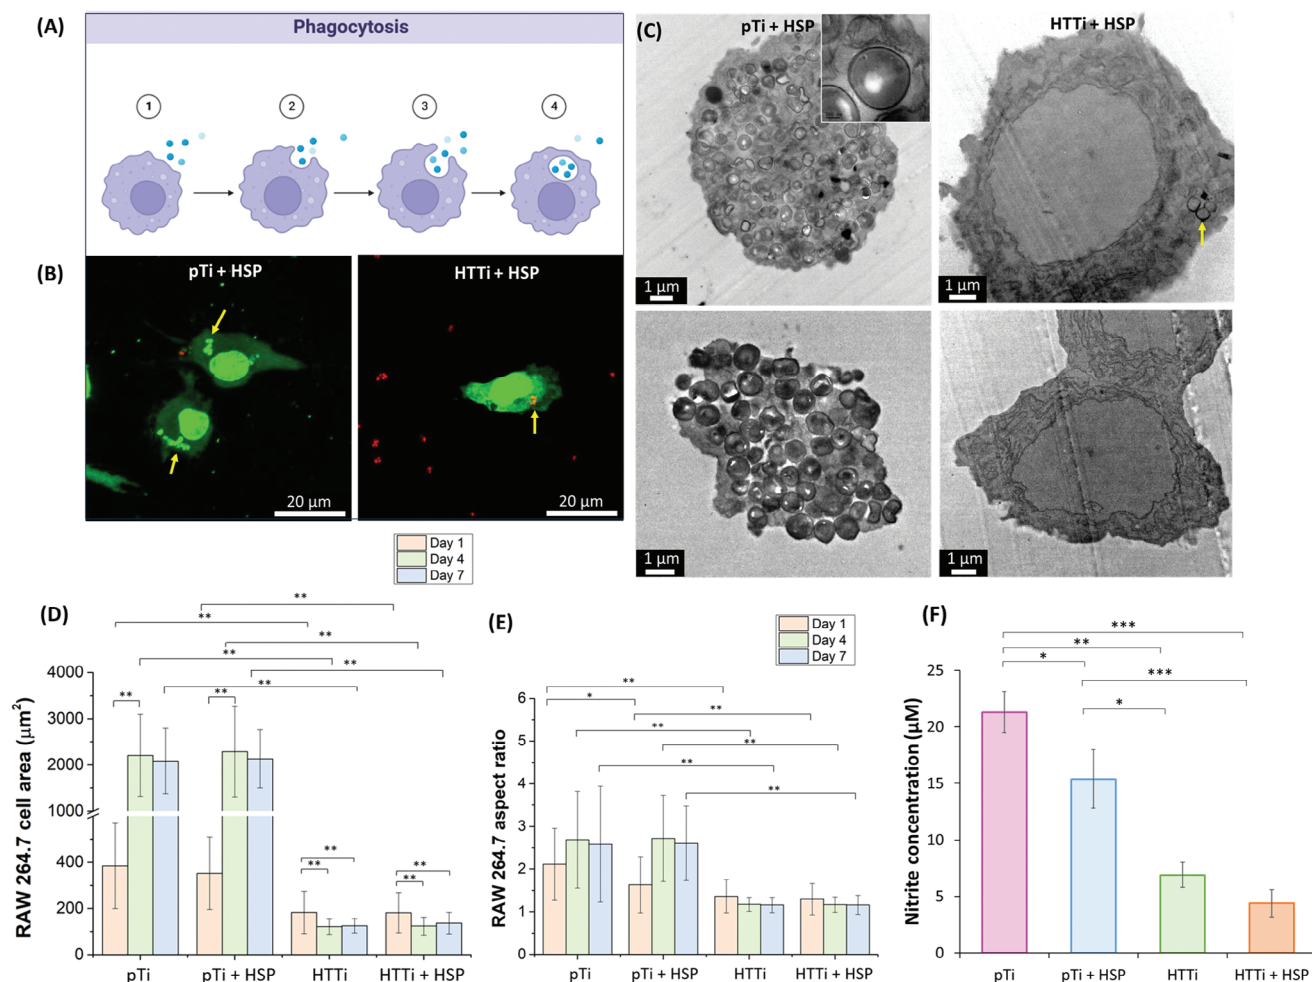 (A)
Phagocytosis
1 2 3 4
(B)
pTi + HSP
HTTi + HSP
20 µm
20 µm
(C)
pTi + HSP
HTTi + HSP
1 µm
1 µm
1 µm
1 µm
Day 1
Day 4
Day 7
(D)
** ** ** ** ** **
** ** ** ** ** **
RAW 264.7 cell area (µm²)
4000
3000
2000
1000
400
200
0
pTi pTi + HSP HTTi HTTi + HSP
(E)
Day 1
Day 4
Day 7
**
*
**
**
**
**
**
RAW 264.7 aspect ratio
6
5
4
3
2
1
0
pTi pTi + HSP HTTi HTTi + HSP
(F)
***
**
*
***
*
Nitrite concentration (µM)
25
20
15
10
5
0
pTi pTi + HSP HTTi HTTi + HSP